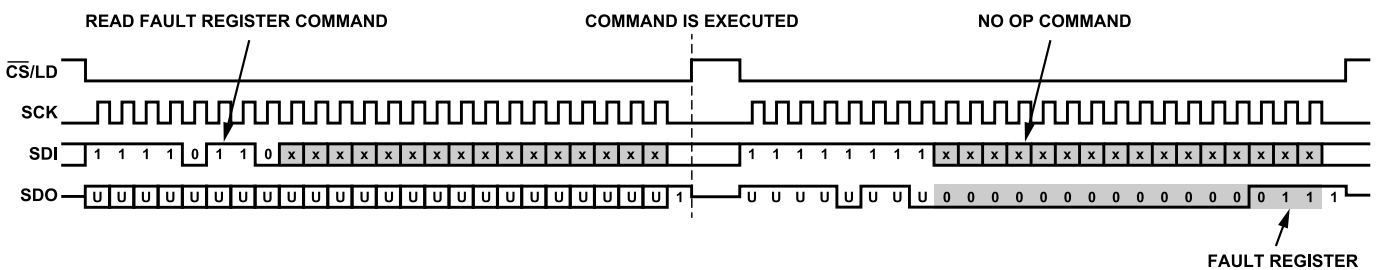 READ FAULT REGISTER COMMAND COMMAND IS EXECUTED NO OP COMMAND
CS/LD
SCK
SDI 1 1 1 1 0 1 1 0 x x x x x x x x x x x x x x x x 1 1 1 1 1 1 1 1 x x x x x x x x x x x x x x x x
SDO U U U U U U U U U U U U U U U U U U U U U U U U 1 U U U U U U U U 0 0 0 0 0 0 0 0 0 0 0 0 0 0 1 1 1
FAULT REGISTER